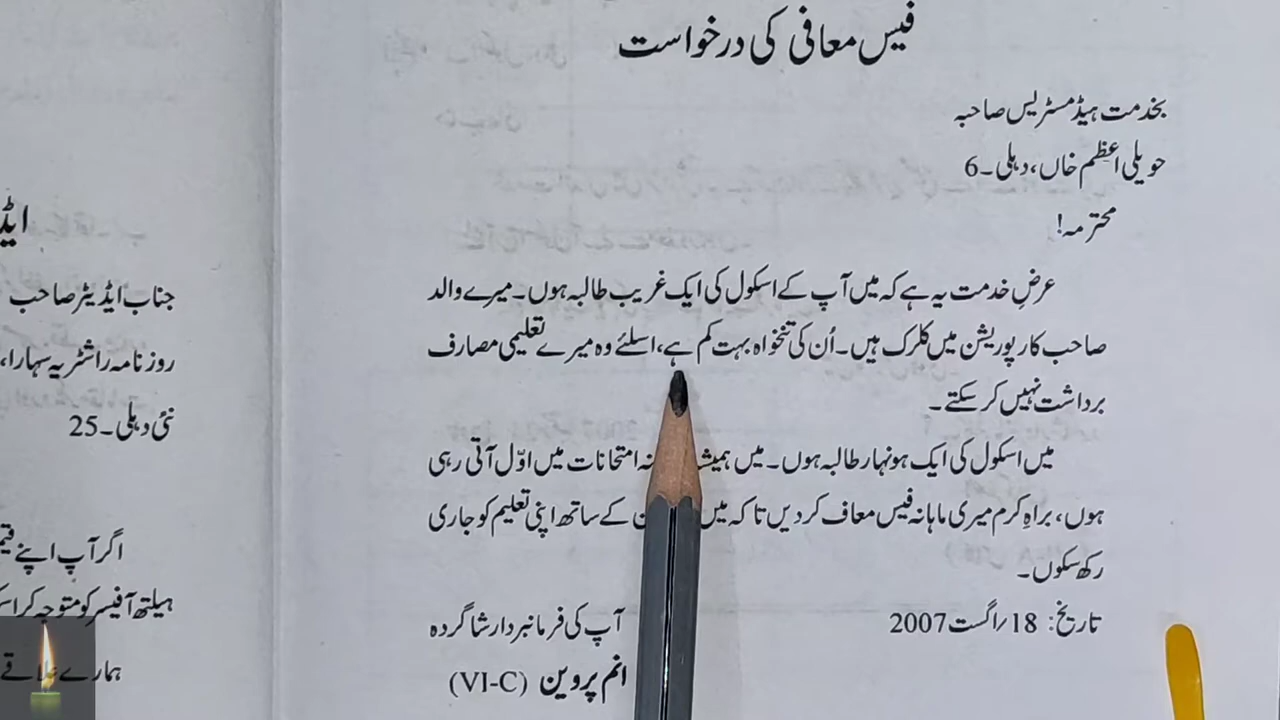 فیس معافی کی درخواست
بخدمت ہیڈمسٹریس صاحبہ
حویلی اعظم خاں، دہلی۔6
محترمہ!
عرضِ خدمت یہ ہے کہ میں آپ کے اسکول کی ایک غریب طالبہ ہوں۔ میرے والد
صاحب کارپوریشن میں کلرک ہیں۔ اُن کی تنخواہ بہت کم ہے، اسلئے وہ میرے تعلیمی مصارف
برداشت نہیں کرسکتے۔
میں اسکول کی ایک ہونہار طالبہ ہوں۔ میں امتحانات میں اوّل آتی رہی
ہوں، براہِ کرم میری ماہانہ فیس معاف کردیں تاکہ میں کے ساتھ اپنی تعلیم کو جاری
رکھ سکوں۔
تاریخ: 18/اگست 2007
آپ کی فرمانبردار شاگردہ
انم پروین (VI-C)
جناب ایڈیٹر صاحب
روزنامہ راشٹریہ سہارا،
نئی دہلی۔25
اگر آپ اپنے
ہیلتھ آفیسر کو متوجہ کرا
ہمارے